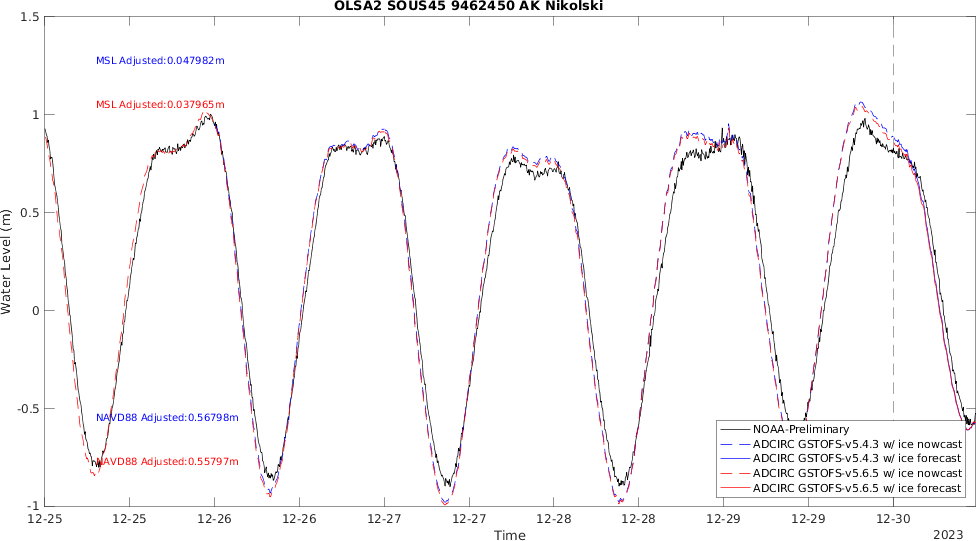 OLSA2 SOUS45 9462450 AK Nikolski
1.5
1
0.5
0
-0.5
-1
Water Level (m)
MSL Adjusted:0.047982m
MSL Adjusted:0.037965m
NAVD88 Adjusted:0.56798m
NAVD88 Adjusted:0.55797m
NOAA-Preliminary
ADCIRC GSTOFS-v5.4.3 w/ ice nowcast
ADCIRC GSTOFS-v5.4.3 w/ ice forecast
ADCIRC GSTOFS-v5.6.5 w/ ice nowcast
ADCIRC GSTOFS-v5.6.5 w/ ice forecast
12-25 12-25 12-26 12-26 12-27 12-27 12-28 12-28 12-29 12-29 12-30
Time
2023